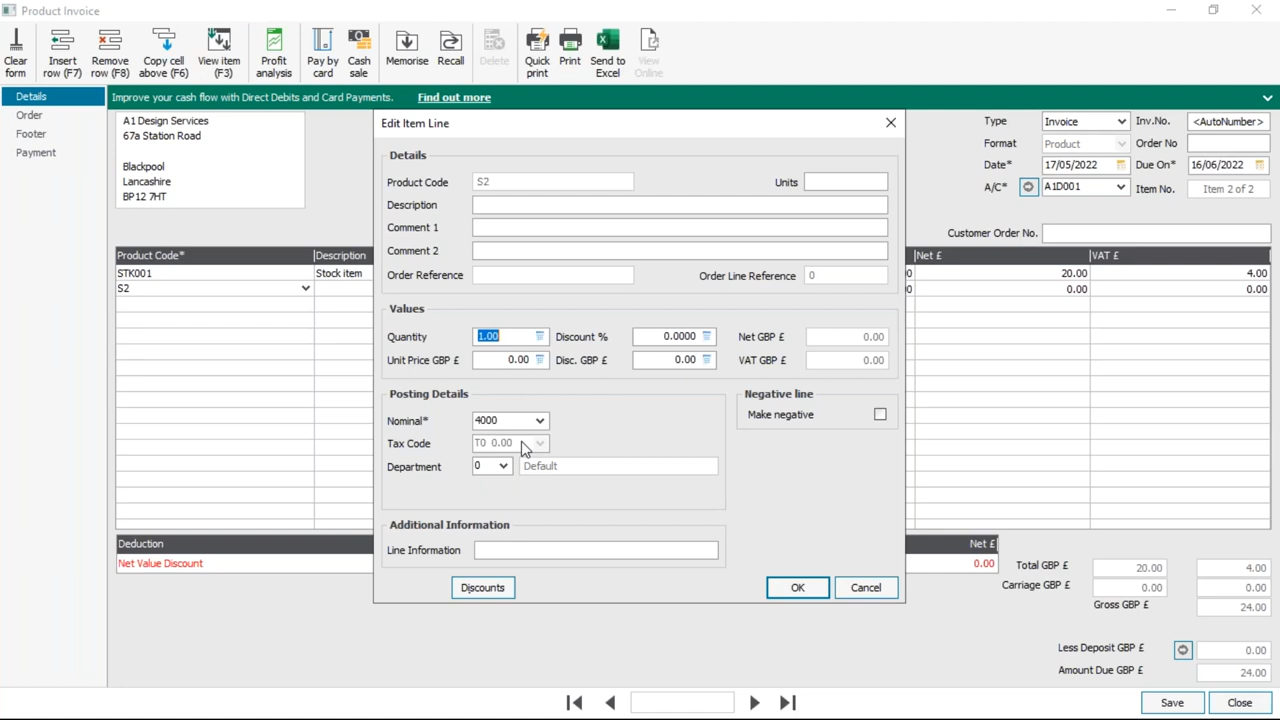 Product Invoice
Clear form
Insert row (F7)
Remove row (F8)
Copy cell above (F6)
View item (F3)
Profit analysis
Pay by card
Cash sale
Memorise
Recall
Delete
Quick print
Print
Send to Excel
View Online
Details
Order
Footer
Payment
Improve your cash flow with Direct Debits and Card Payments. Find out more
A1 Design Services
67a Station Road
Blackpool
Lancashire
BP12 7HT
Type Invoice Inv.No. <AutoNumber>
Format Product Order No
Date* 17/05/2022 Due On* 16/06/2022
A/C* A1D001 Item No. Item 2 of 2
Customer Order No.
Product Code* Description Net £ VAT £
STK001 Stock item 20.00 4.00
S2 0.00 0.00
Edit Item Line
Details
Product Code S2 Units
Description
Comment 1
Comment 2
Order Reference Order Line Reference 0
Values
Quantity 1.00 Discount % 0.0000 Net GBP £ 0.00
Unit Price GBP £ 0.00 Disc. GBP £ 0.00 VAT GBP £ 0.00
Posting Details
Nominal* 4000
Tax Code T0 0.00
Department 0 Default
Negative line
Make negative
Additional Information
Line Information
Discounts OK Cancel
Deduction Net £
Net Value Discount 0.00
Total GBP £ 20.00 4.00
Carriage GBP £ 0.00 0.00
Gross GBP £ 24.00
Less Deposit GBP £ 0.00
Amount Due GBP £ 24.00
Save Close